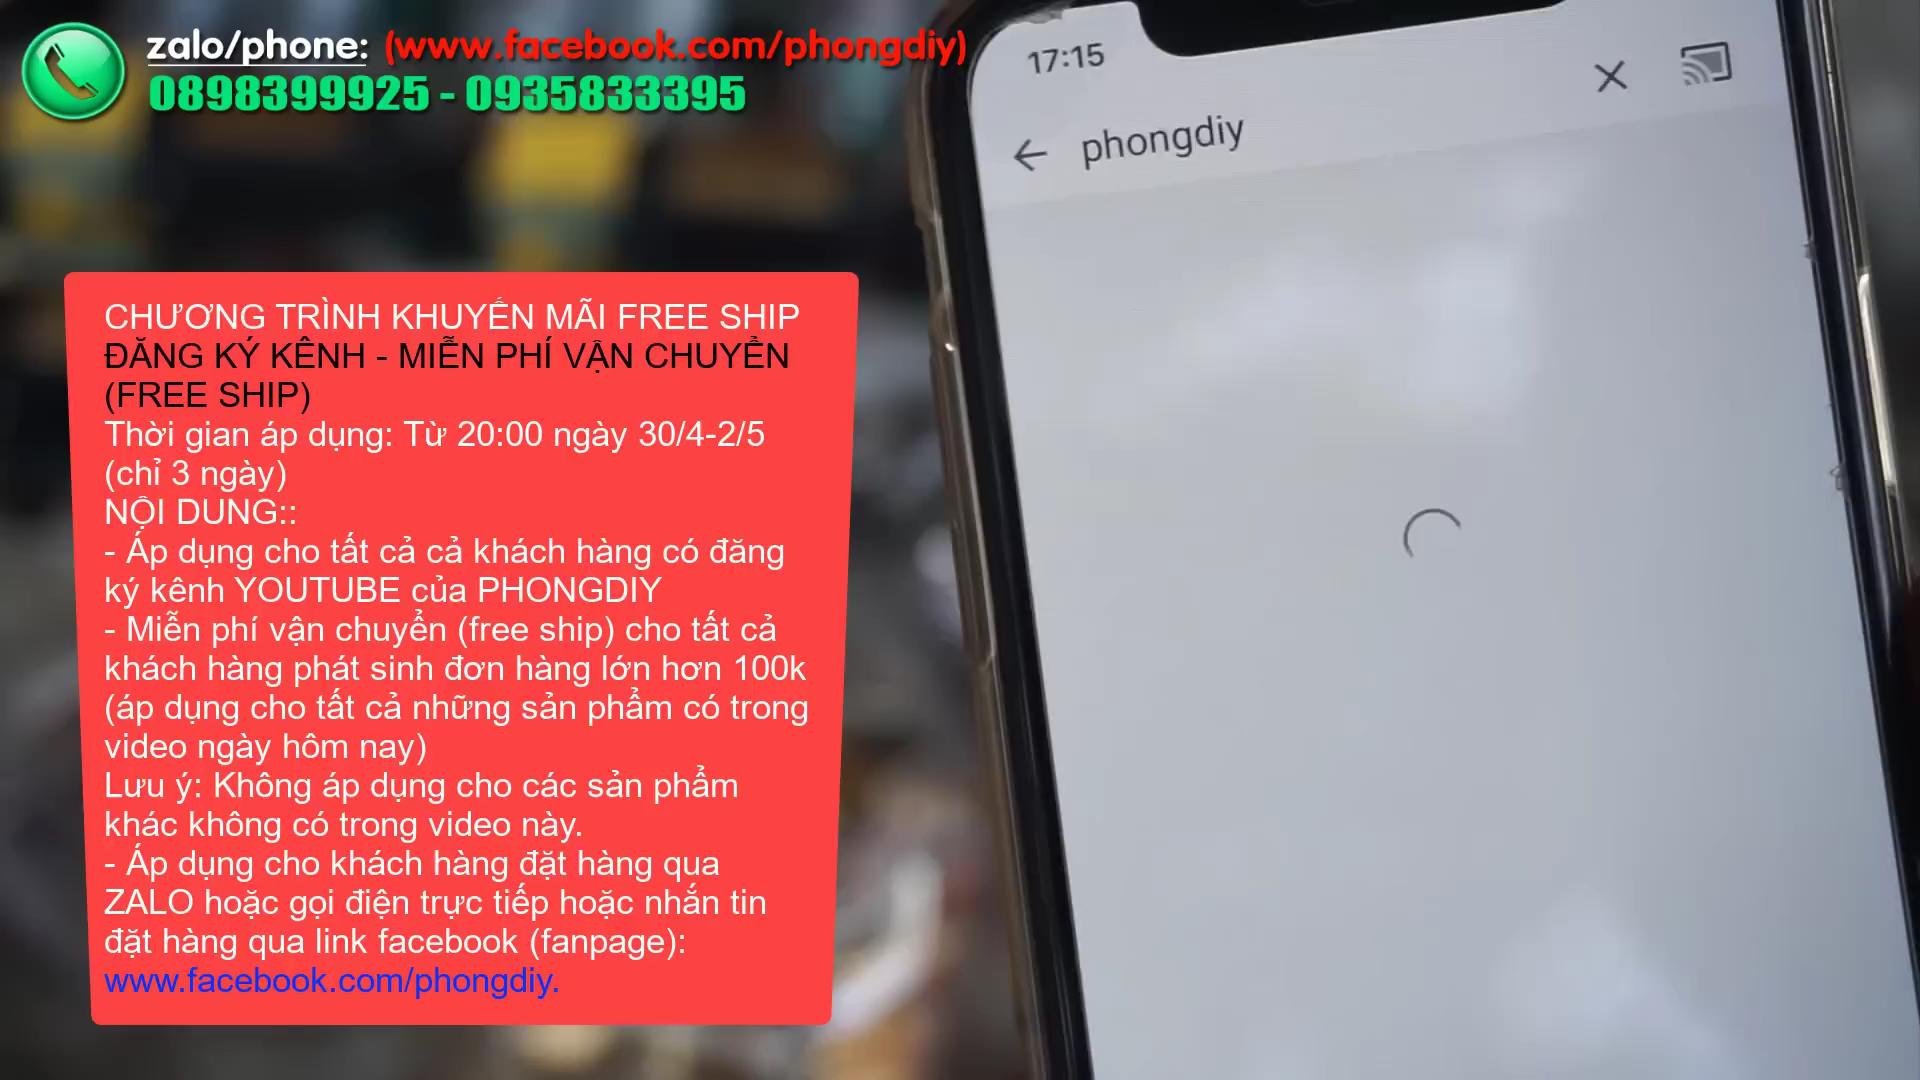 zalo/phone: (www.facebook.com/phongdiy)
0898399925 - 0935833395
17:15
phongdiy
CHƯƠNG TRÌNH KHUYẾN MÃI FREE SHIP
ĐĂNG KÝ KÊNH - MIỄN PHÍ VẬN CHUYỂN
(FREE SHIP)
Thời gian áp dụng: Từ 20:00 ngày 30/4-2/5
(chỉ 3 ngày)
NỘI DUNG::
- Áp dụng cho tất cả cả khách hàng có đăng
ký kênh YOUTUBE của PHONGDIY
- Miễn phí vận chuyển (free ship) cho tất cả
khách hàng phát sinh đơn hàng lớn hơn 100k
(áp dụng cho tất cả những sản phẩm có trong
video ngày hôm nay)
Lưu ý: Không áp dụng cho các sản phẩm
khác không có trong video này.
- Áp dụng cho khách hàng đặt hàng qua
ZALO hoặc gọi điện trực tiếp hoặc nhắn tin
đặt hàng qua link facebook (fanpage):
www.facebook.com/phongdiy.